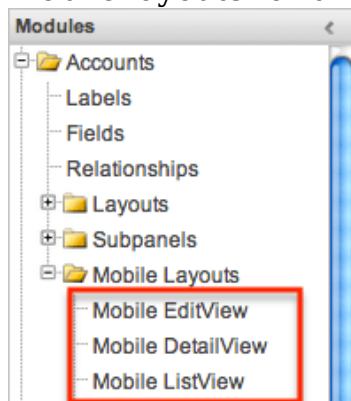 Modules
Accounts
Labels
Fields
Relationships
Layouts
Subpanels
Mobile Layouts
Mobile EditView
Mobile DetailView
Mobile ListView